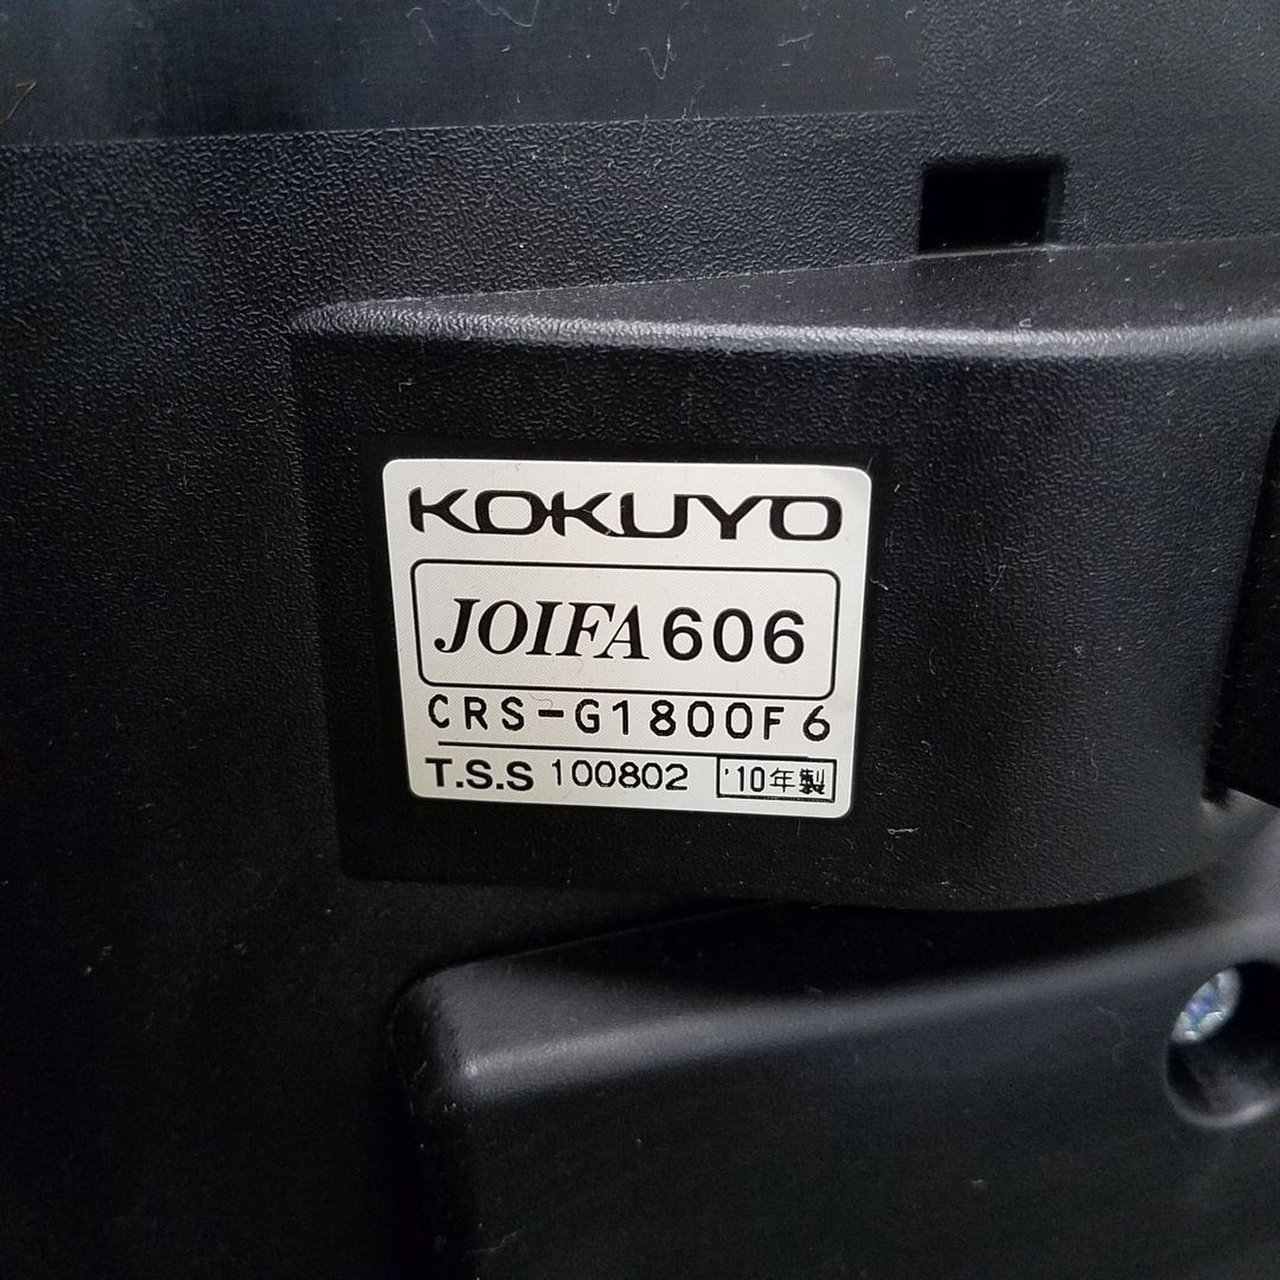 KOKUYO
JOIFA 606
CRS-G1800F6
T.S.S 100802 '10年製